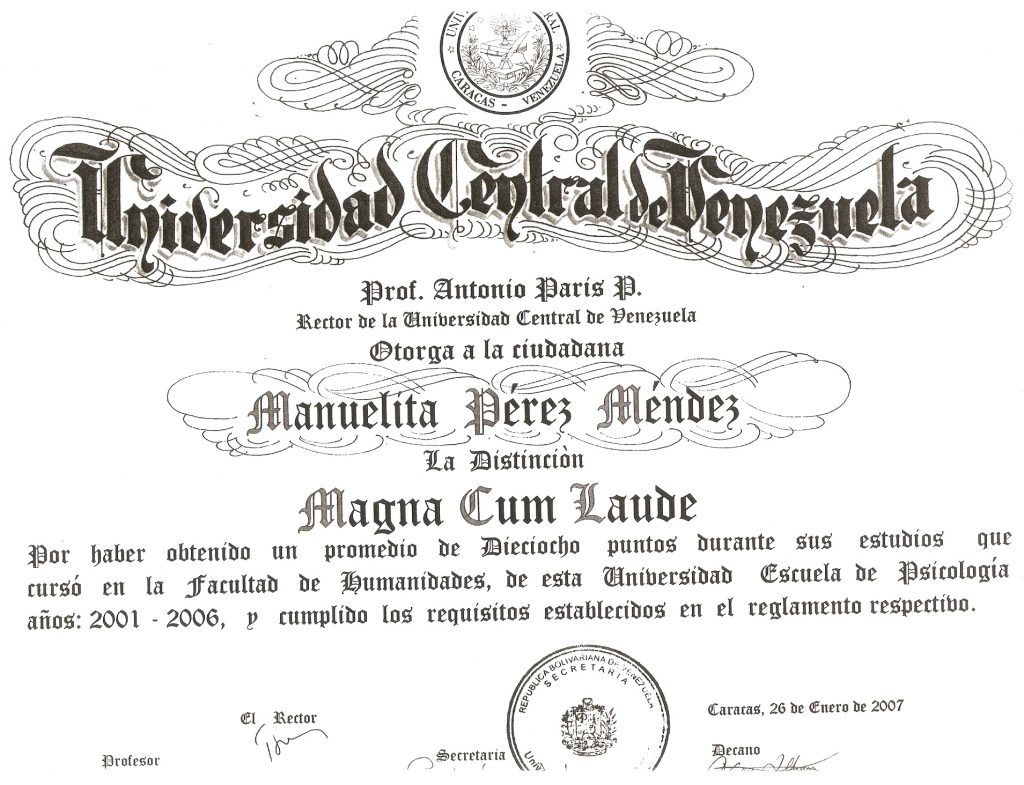 CARACAS - VENEZUELA
Universidad Central de Venezuela
Prof. Antonio Paris P.
Rector de la Universidad Central de Venezuela
Otorga a la ciudadana
Manuelita Pérez Méndez
La Distinciòn
Magna Cum Laude
Por haber obtenido un promedio de Dieciocho puntos durante sus estudios que
cursó en la Facultad de Humanidades, de esta Universidad Escuela de Psicología
años: 2001 - 2006, y cumplido los requisitos establecidos en el reglamento respectivo.
REPUBLICA BOLIVARIANA DE VENEZUELA
SECRETARIA
Caracas, 26 de Enero de 2007
El Rector
Profesor
Secretaria
Decano